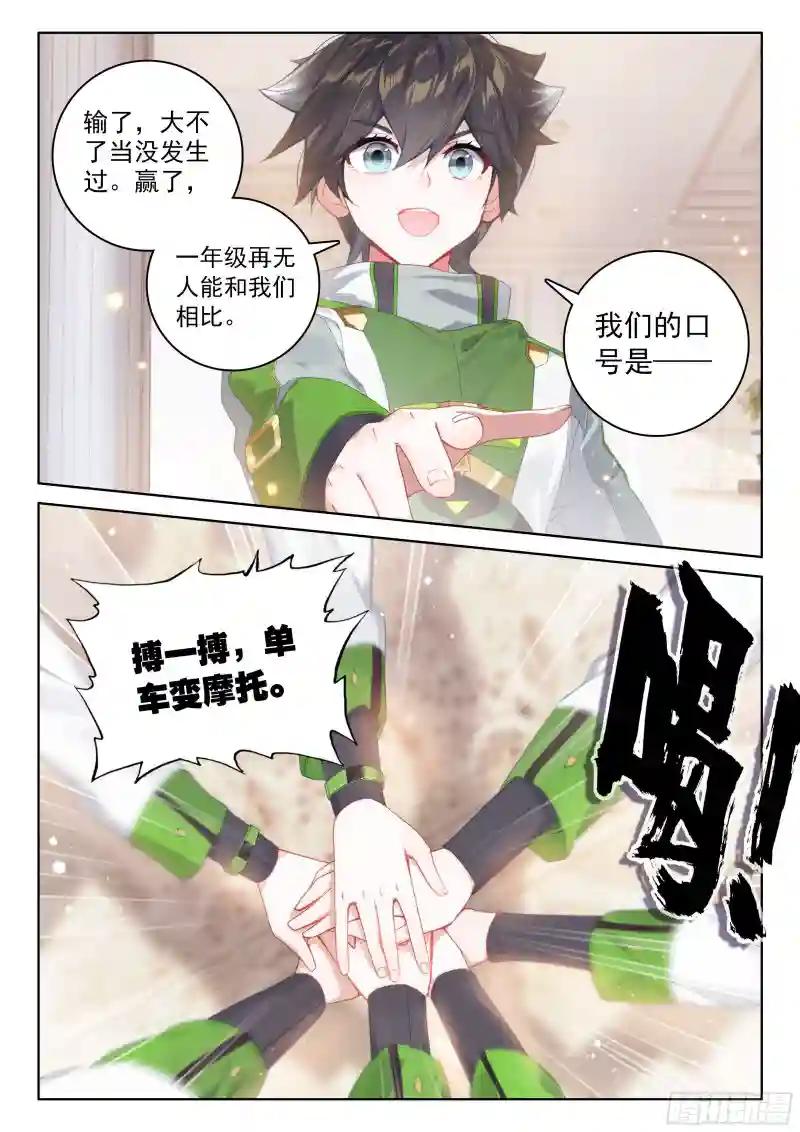 输了，大不
了当没发生
过。赢了，
一年级再无
人能和我们
相比。
我们的口
号是——
搏一搏，单
车变摩托。
喝！